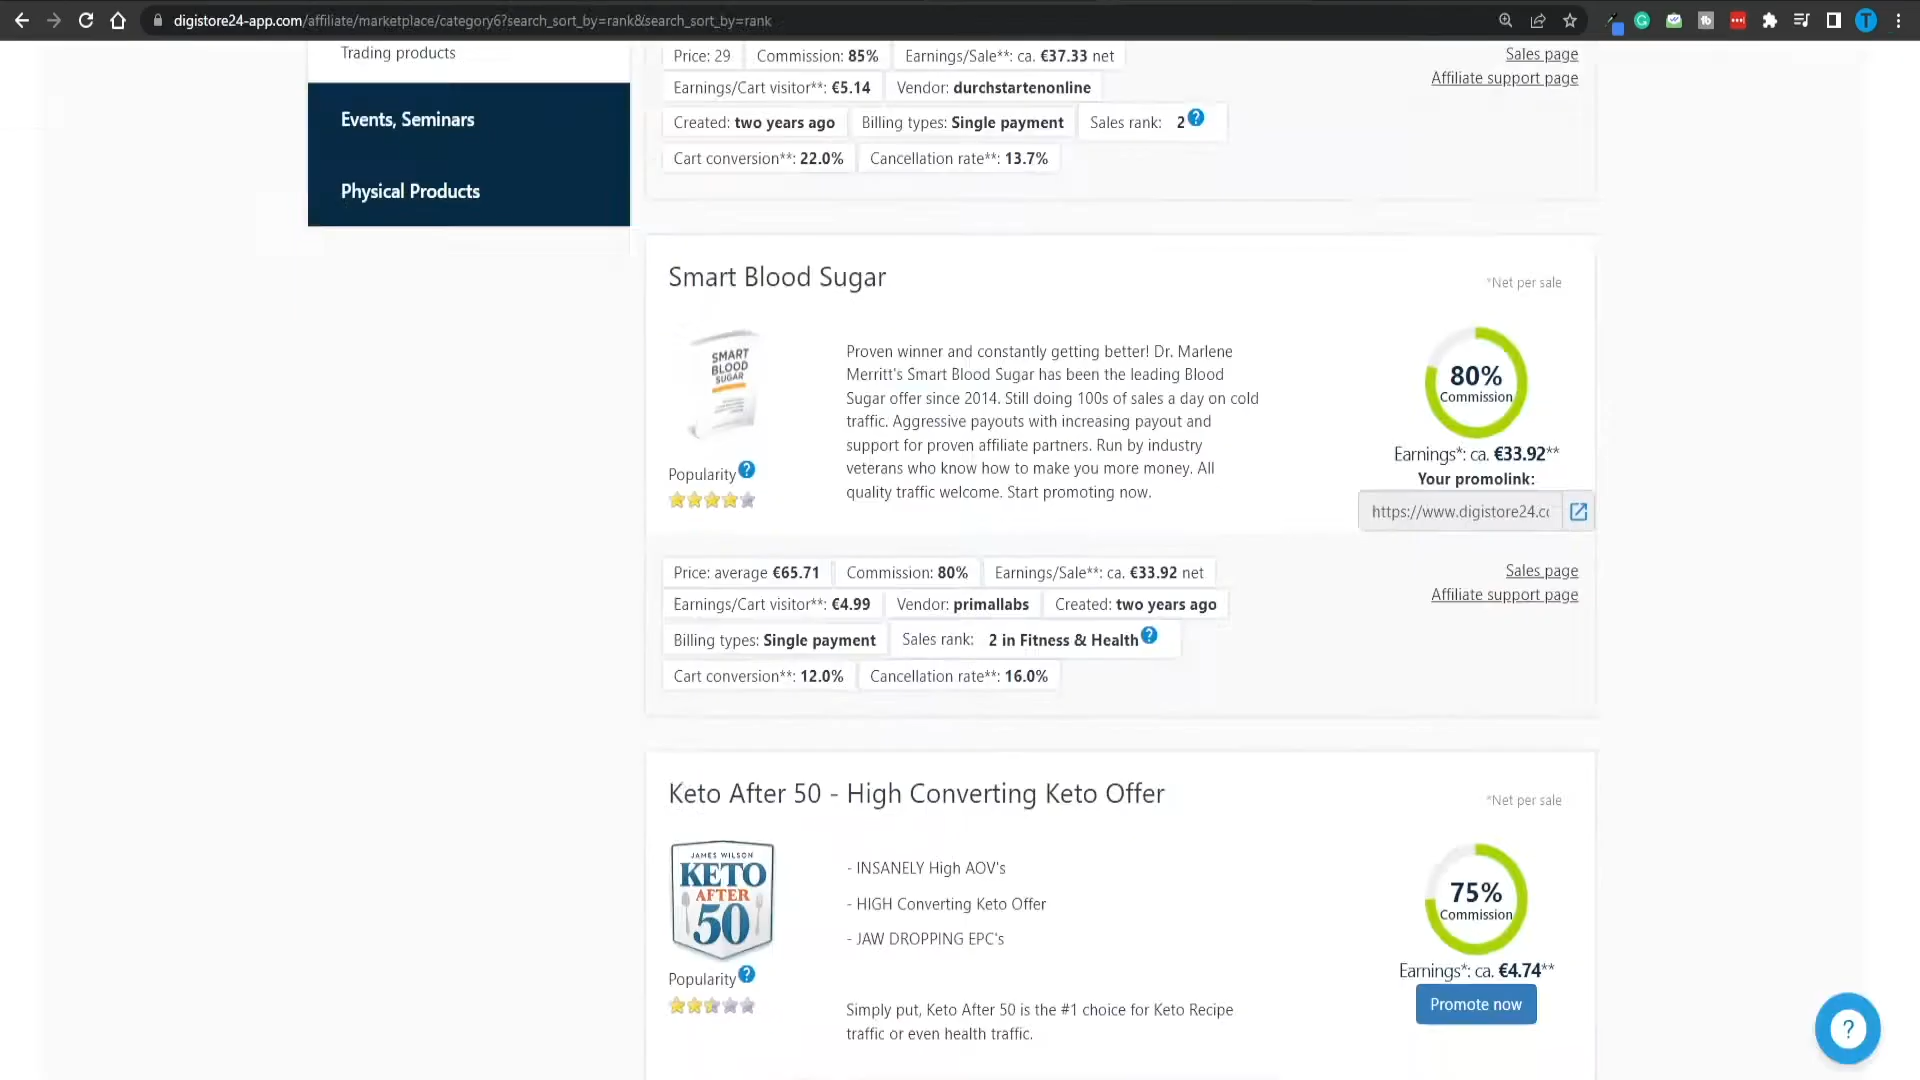 digistore24-app.com/affiliate/marketplace/category6?search_sort_by=rank&search_sort_by=rank
Trading products
Events, Seminars
Physical Products
Price: 29 Commission: 85% Earnings/Sale**: ca. €37.33 net
Sales page
Earnings/Cart visitor**: €5.14 Vendor: durchstartenonline
Affiliate support page
Created: two years ago Billing types: Single payment Sales rank: 2 ?
Cart conversion**: 22.0% Cancellation rate**: 13.7%
Smart Blood Sugar
*Net per sale
SMART
BLOOD
SUGAR
Popularity ?
Proven winner and constantly getting better! Dr. Marlene
Merritt's Smart Blood Sugar has been the leading Blood
Sugar offer since 2014. Still doing 100s of sales a day on cold
traffic. Aggressive payouts with increasing payout and
support for proven affiliate partners. Run by industry
veterans who know how to make you more money. All
quality traffic welcome. Start promoting now.
80%
Commission
Earnings*: ca. €33.92**
Your promolink:
https://www.digistore24.co
Price: average €65.71 Commission: 80% Earnings/Sale**: ca. €33.92 net
Sales page
Earnings/Cart visitor**: €4.99 Vendor: primallabs Created: two years ago
Affiliate support page
Billing types: Single payment Sales rank: 2 in Fitness & Health ?
Cart conversion**: 12.0% Cancellation rate**: 16.0%
Keto After 50 - High Converting Keto Offer
*Net per sale
JAMES WILSON
KETO
AFTER
50
Popularity ?
- INSANELY High AOV's
- HIGH Converting Keto Offer
- JAW DROPPING EPC's
Simply put, Keto After 50 is the #1 choice for Keto Recipe
traffic or even health traffic.
75%
Commission
Earnings*: ca. €4.74**
Promote now
?